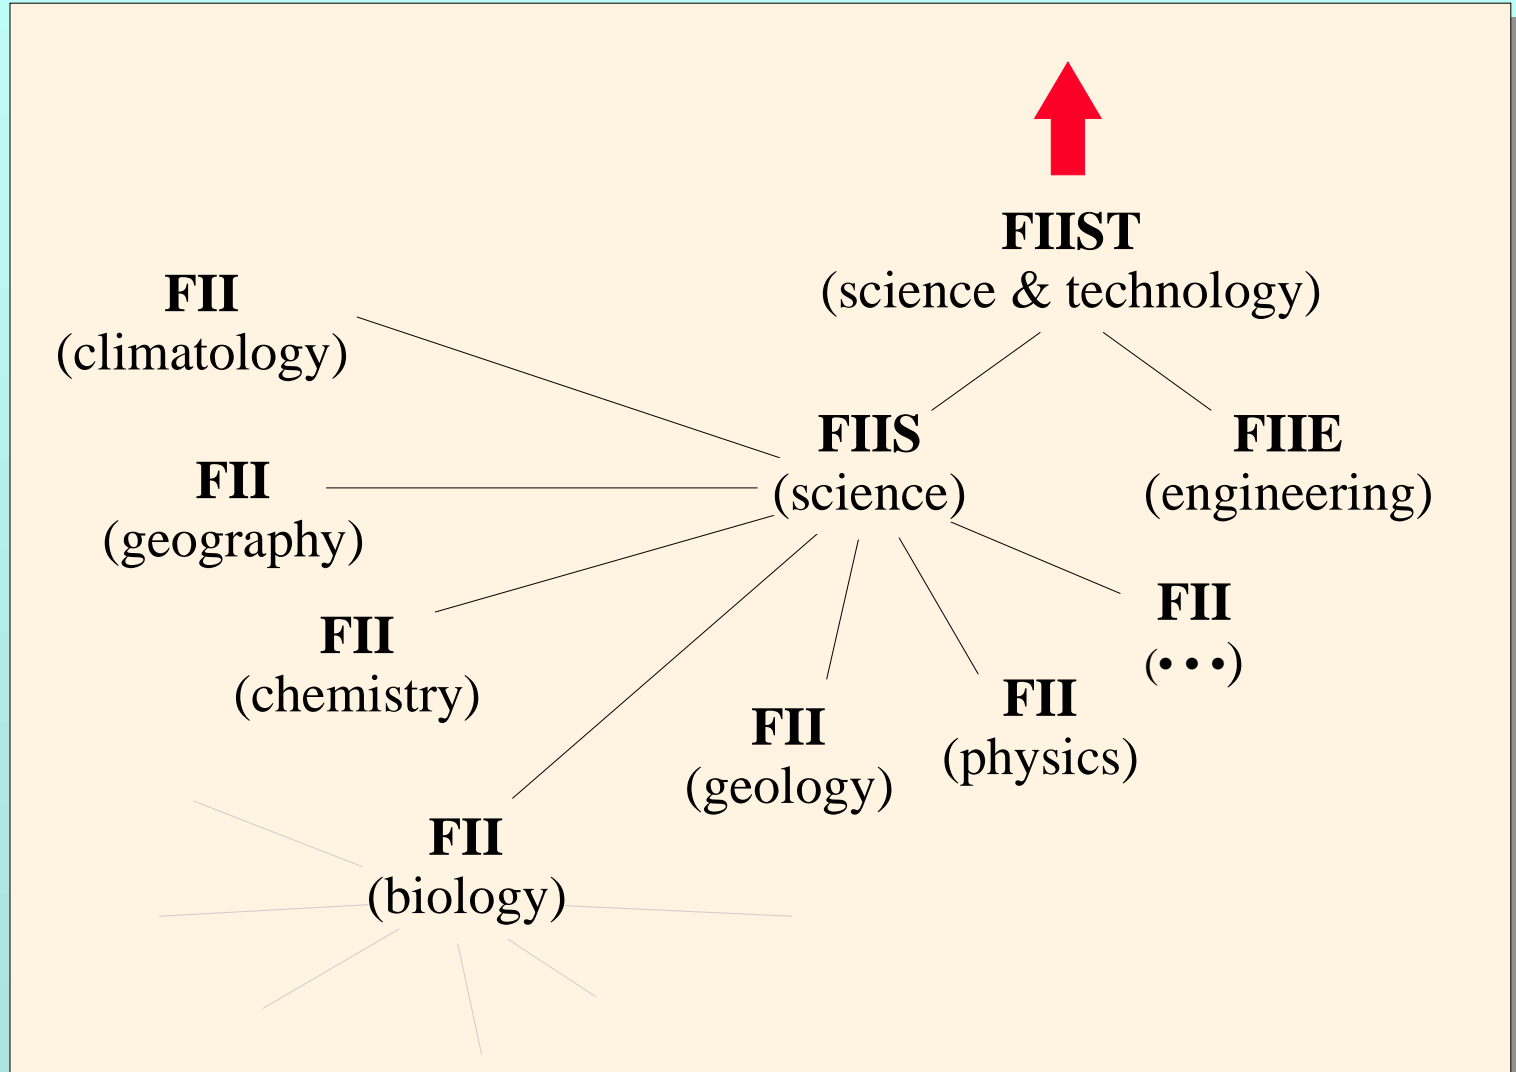 FIIST
(science & technology)
FII
(climatology)
FIIS
(science)
FIIE
(engineering)
FII
(geography)
FII
(•••)
FII
(chemistry)
FII
(physics)
FII
(geology)
FII
(biology)